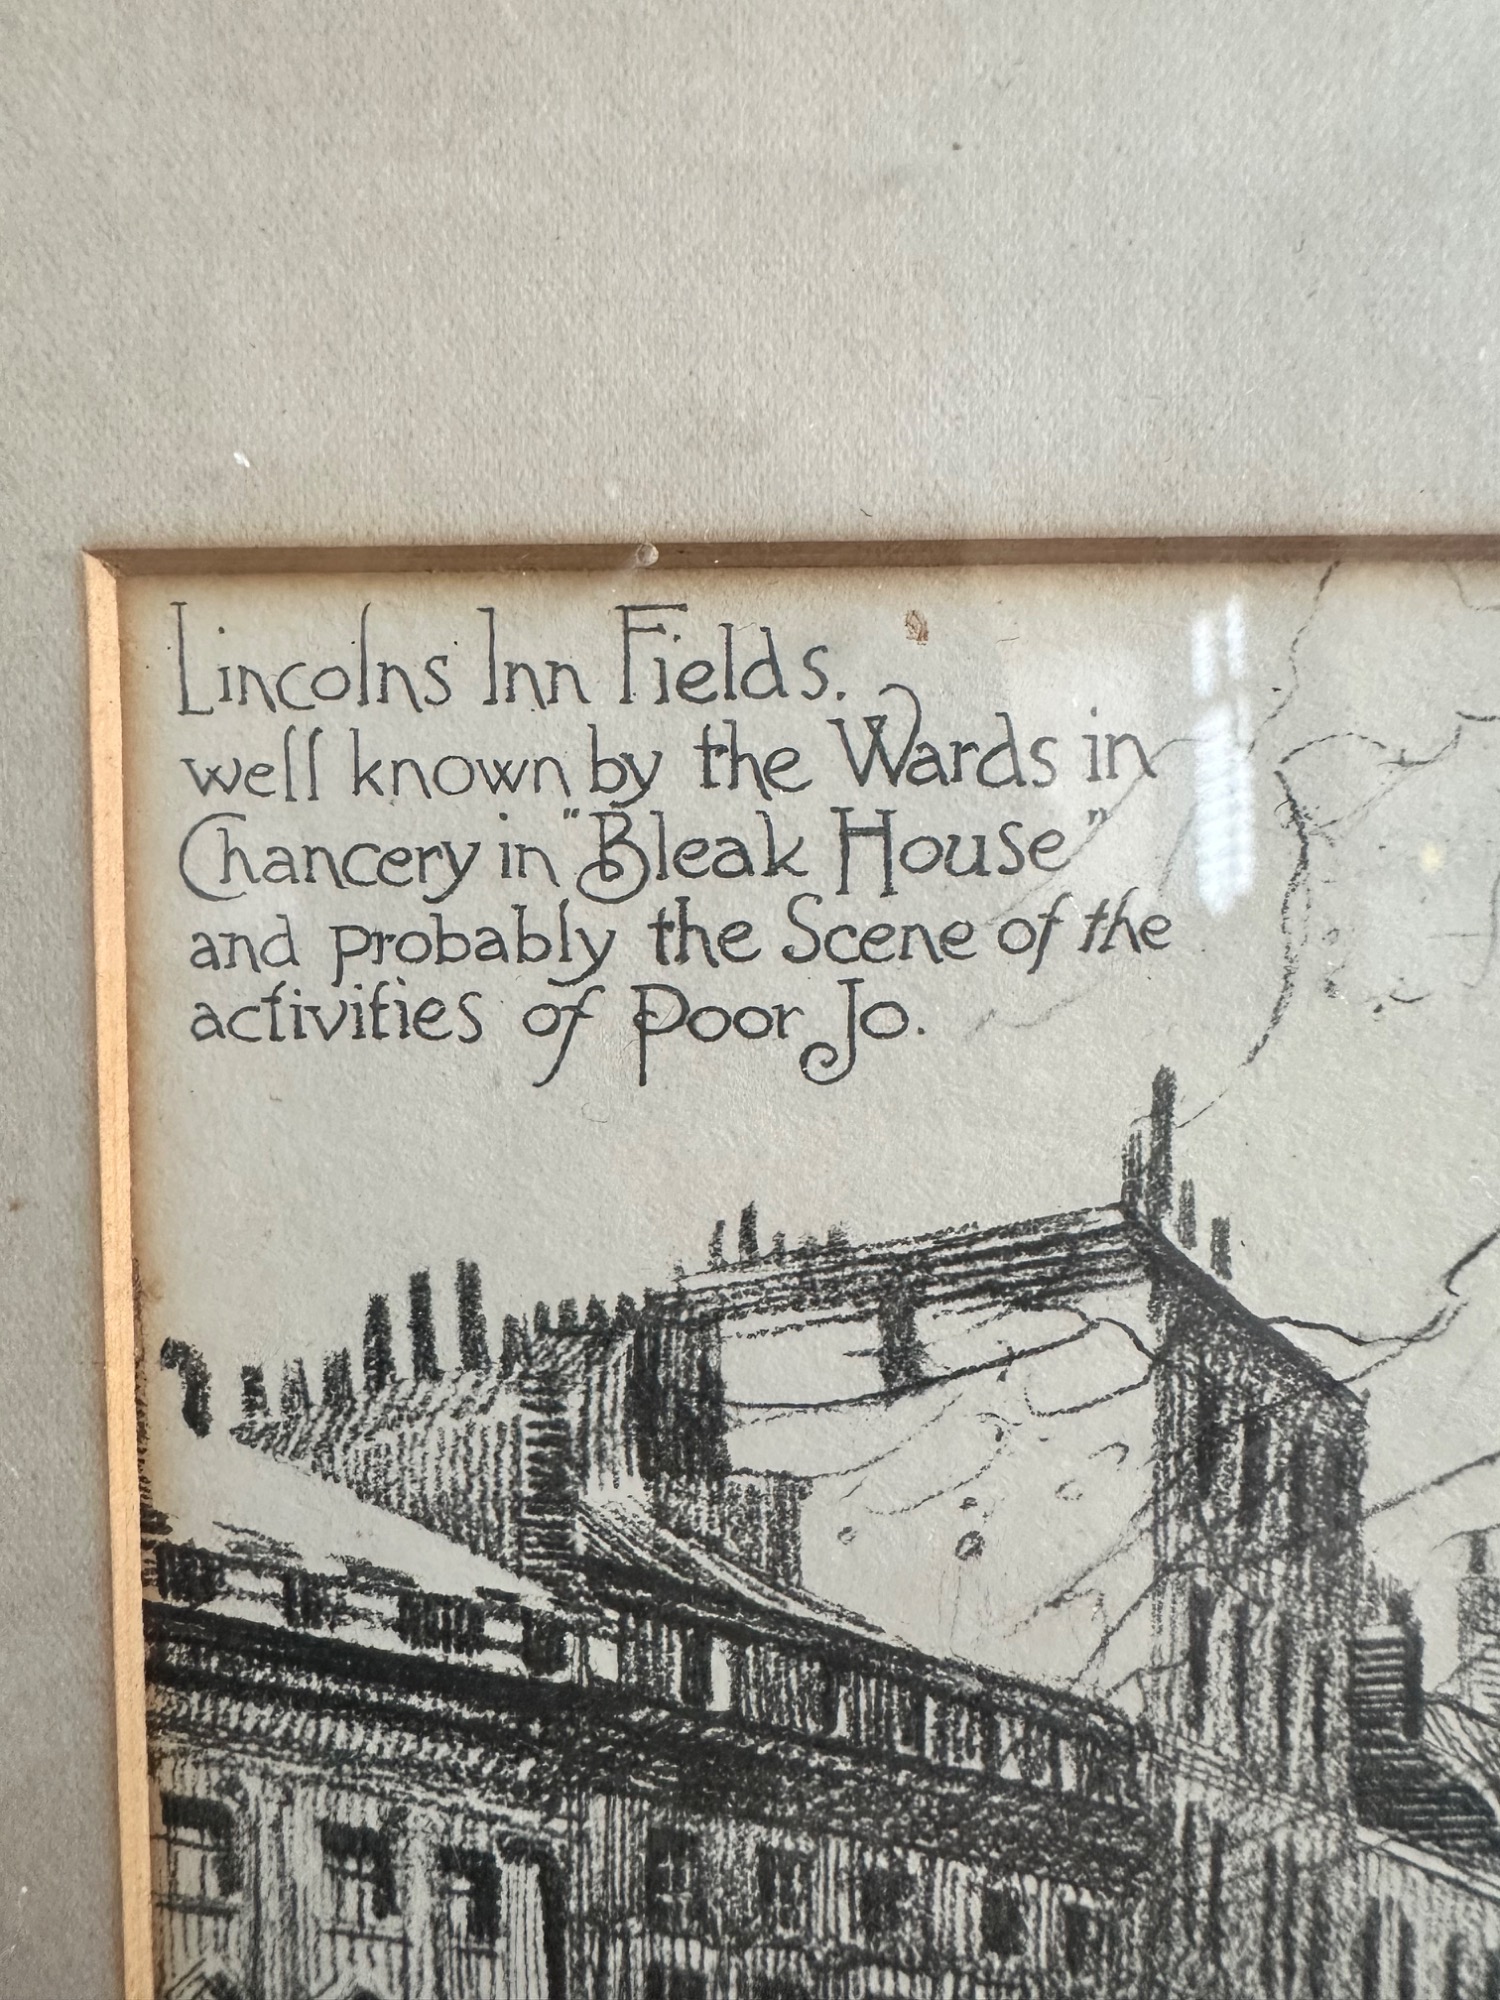 Lincolns Inn Fields.
well known by the Wards in
Chancery in "Bleak House"
and probably the Scene of the
activities of Poor Jo.